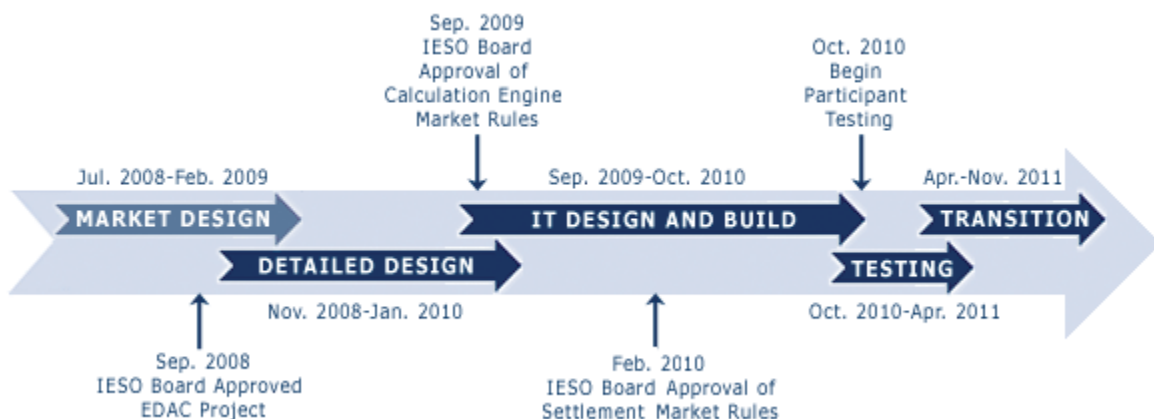 Sep. 2009
IESO Board
Approval of
Calculation Engine
Market Rules
Oct. 2010
Begin
Participant
Testing
Jul. 2008-Feb. 2009
Sep. 2009-Oct. 2010
Apr.-Nov. 2011
MARKET DESIGN
IT DESIGN AND BUILD
TRANSITION
DETAILED DESIGN
TESTING
Nov. 2008-Jan. 2010
Oct. 2010-Apr. 2011
Sep. 2008
IESO Board Approved
EDAC Project
Feb. 2010
IESO Board Approval of
Settlement Market Rules